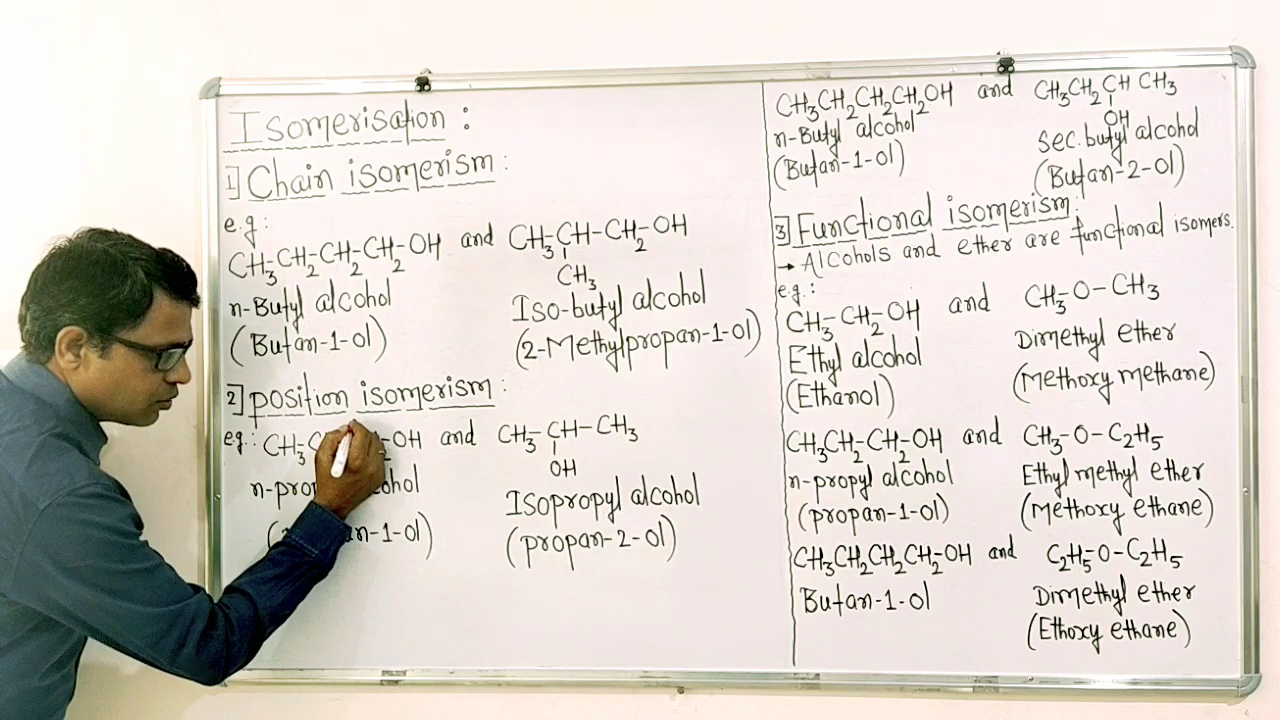 Isomerisation :
1] Chain isomerism :
e.g :
CH₃-CH₂-CH₂-CH₂-OH and CH₃-CH-CH₂-OH
CH₃
n-Butyl alcohol Iso-butyl alcohol
(Butan-1-ol) (2-Methylpropan-1-ol)
2] position isomerism :
eg.: CH₃- -OH and CH₃-CH-CH₃
OH
Isopropyl alcohol
(propan-2-ol)
CH₃CH₂CH₂CH₂OH and CH₃CH₂CH CH₃
OH
n-Butyl alcohol Sec. butyl alcohol
(Butan-1-ol) (Butan-2-ol)
3] Functional isomerism :
→ Alcohols and ether are functional isomers.
e.g.:
CH₃-CH₂-OH and CH₃-O-CH₃
Ethyl alcohol Dimethyl ether
(Ethanol) (Methoxy methane)
CH₃CH₂-CH₂-OH and CH₃-O-C₂H₅
n-propyl alcohol Ethyl methyl ether
(propan-1-ol) (Methoxy ethane)
CH₃CH₂CH₂CH₂-OH and C₂H₅-O-C₂H₅
Butan-1-ol Dimethyl ether
(Ethoxy ethane)